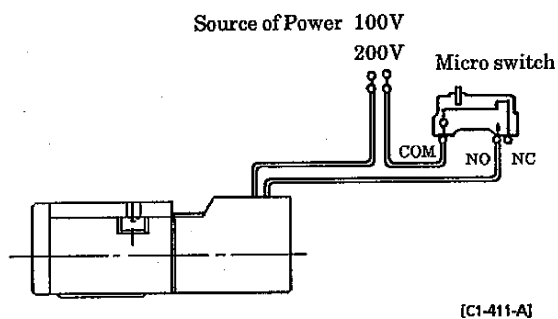 Source of Power 100V
200V
Micro switch
COM
NO
NC
[C1-411-A]